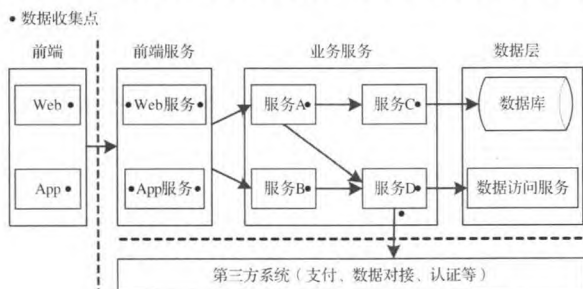 • 数据收集点
前端
前端服务
业务服务
数据层
Web
Web服务
服务A
服务C
数据库
App
App服务
服务B
服务D
数据访问服务
第三方系统（支付、数据对接、认证等）